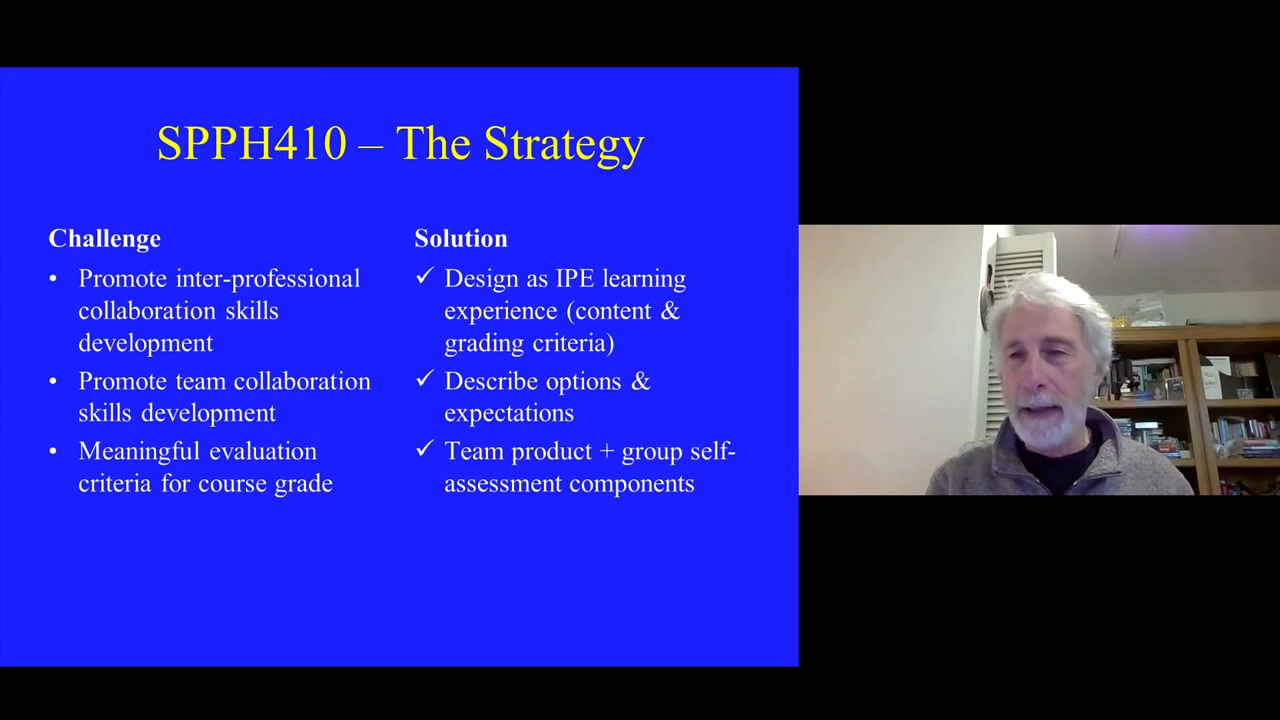 SPPH410 – The Strategy
Challenge
• Promote inter-professional
collaboration skills
development
• Promote team collaboration
skills development
• Meaningful evaluation
criteria for course grade
Solution
✓ Design as IPE learning
experience (content &
grading criteria)
✓ Describe options &
expectations
✓ Team product + group self-
assessment components